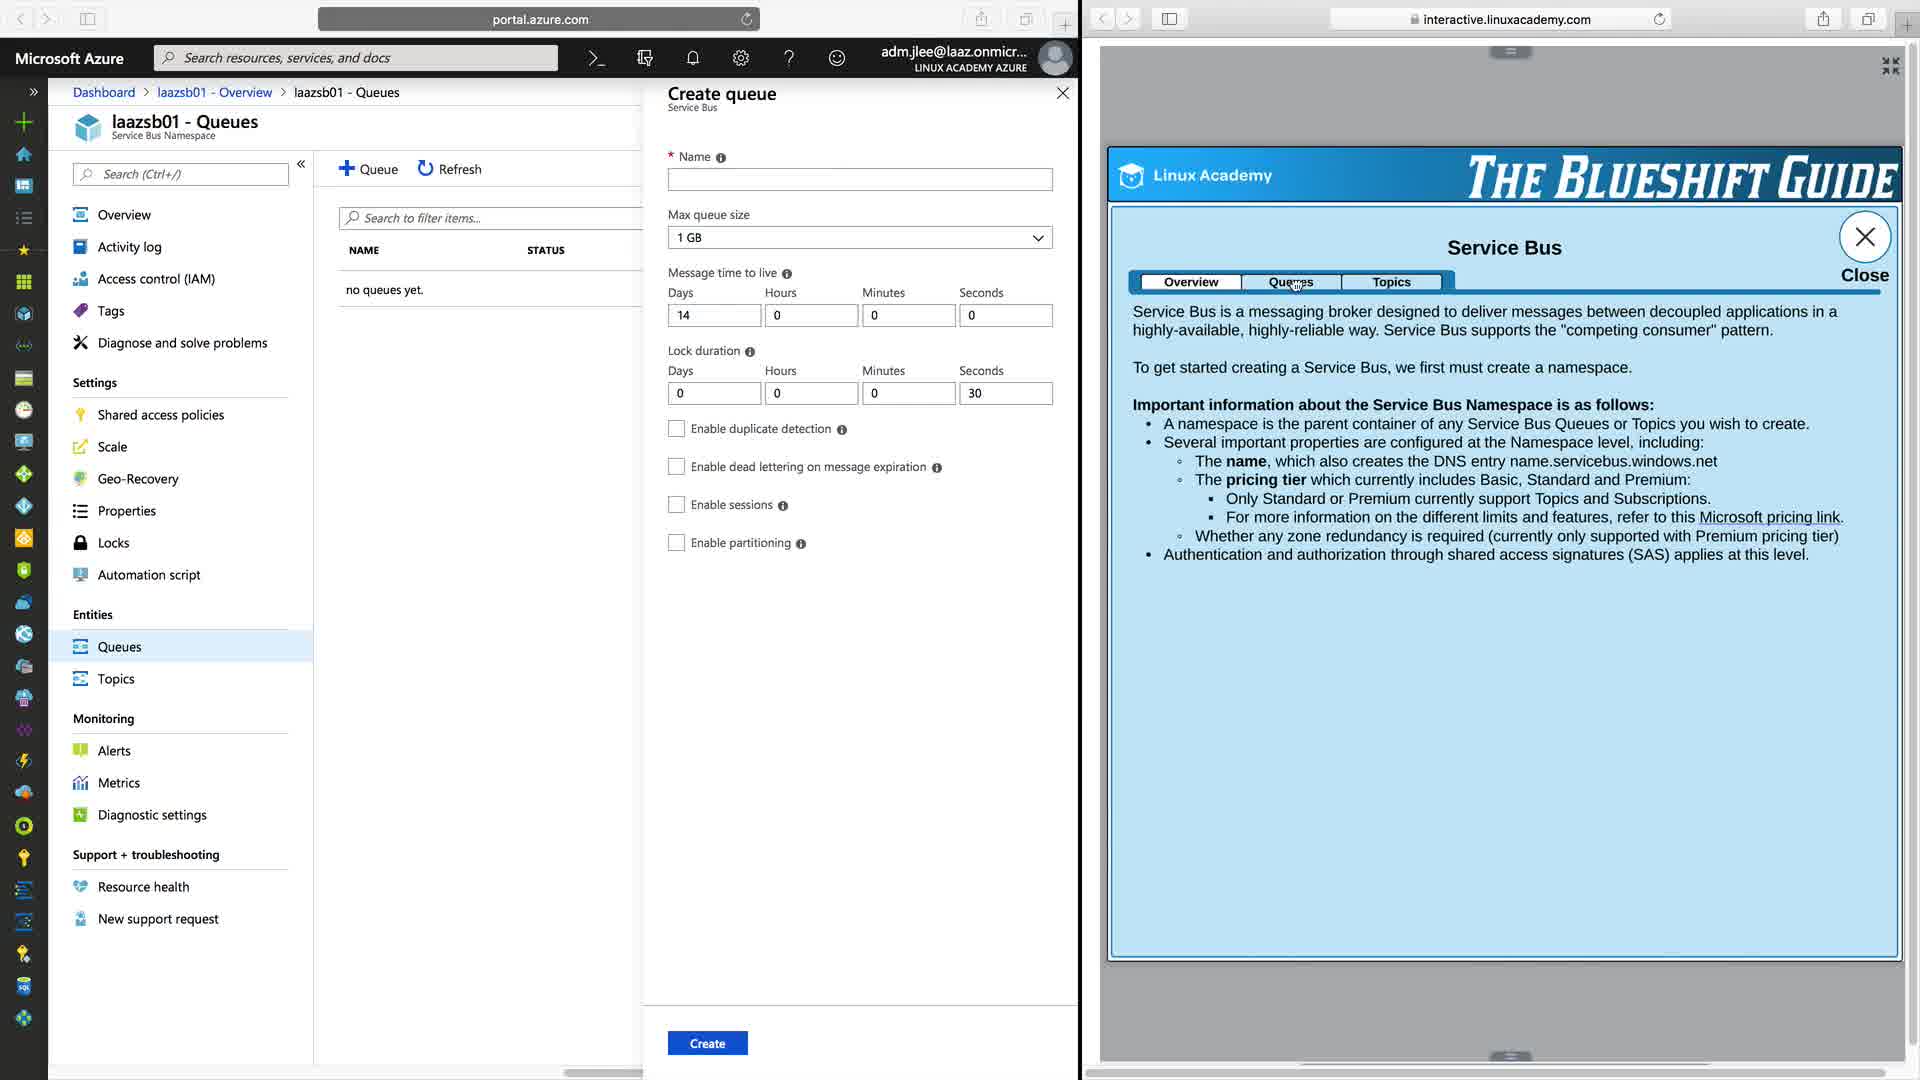 portal.azure.com
Microsoft Azure
Search resources, services, and docs
adm.jlee@laaz.onmicr...
LINUX ACADEMY AZURE
Dashboard > laazsb01 - Overview > laazsb01 - Queues
laazsb01 - Queues
Service Bus Namespace
Search (Ctrl+/)
Overview
Activity log
Access control (IAM)
Tags
Diagnose and solve problems
Settings
Shared access policies
Scale
Geo-Recovery
Properties
Locks
Automation script
Entities
Queues
Topics
Monitoring
Alerts
Metrics
Diagnostic settings
Support + troubleshooting
Resource health
New support request
Queue Refresh
Search to filter items...
NAME STATUS
no queues yet.
Create queue
Service Bus
* Name
Max queue size
1 GB
Message time to live
Days Hours Minutes Seconds
14 0 0 0
Lock duration
Days Hours Minutes Seconds
0 0 0 30
Enable duplicate detection
Enable dead lettering on message expiration
Enable sessions
Enable partitioning
Create
interactive.linuxacademy.com
Linux Academy
THE BLUESHIFT GUIDE
Service Bus
Close
Overview Queues Topics
Service Bus is a messaging broker designed to deliver messages between decoupled applications in a
highly-available, highly-reliable way. Service Bus supports the "competing consumer" pattern.
To get started creating a Service Bus, we first must create a namespace.
Important information about the Service Bus Namespace is as follows:
• A namespace is the parent container of any Service Bus Queues or Topics you wish to create.
• Several important properties are configured at the Namespace level, including:
◦ The name, which also creates the DNS entry name.servicebus.windows.net
◦ The pricing tier which currently includes Basic, Standard and Premium:
▪ Only Standard or Premium currently support Topics and Subscriptions.
▪ For more information on the different limits and features, refer to this Microsoft pricing link.
◦ Whether any zone redundancy is required (currently only supported with Premium pricing tier)
• Authentication and authorization through shared access signatures (SAS) applies at this level.